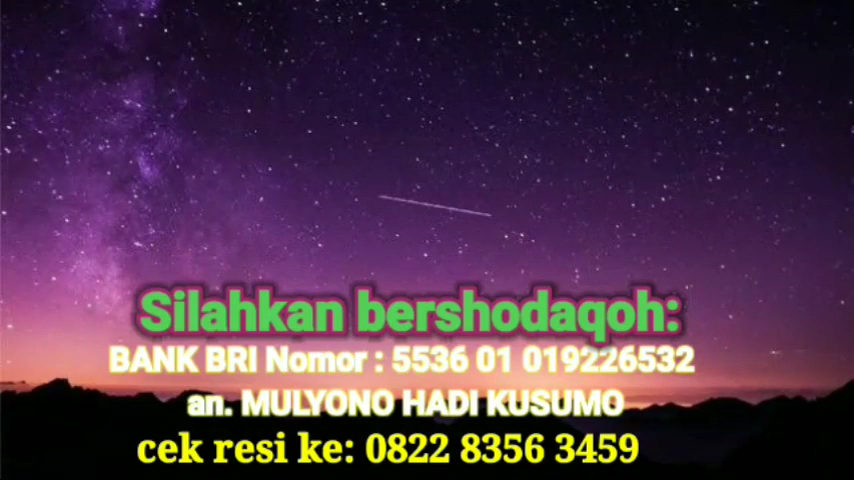 Silahkan bershodaqoh:
BANK BRI Nomor : 5536 01 019226532
an. MULYONO HADI KUSUMO
cek resi ke: 0822 8356 3459